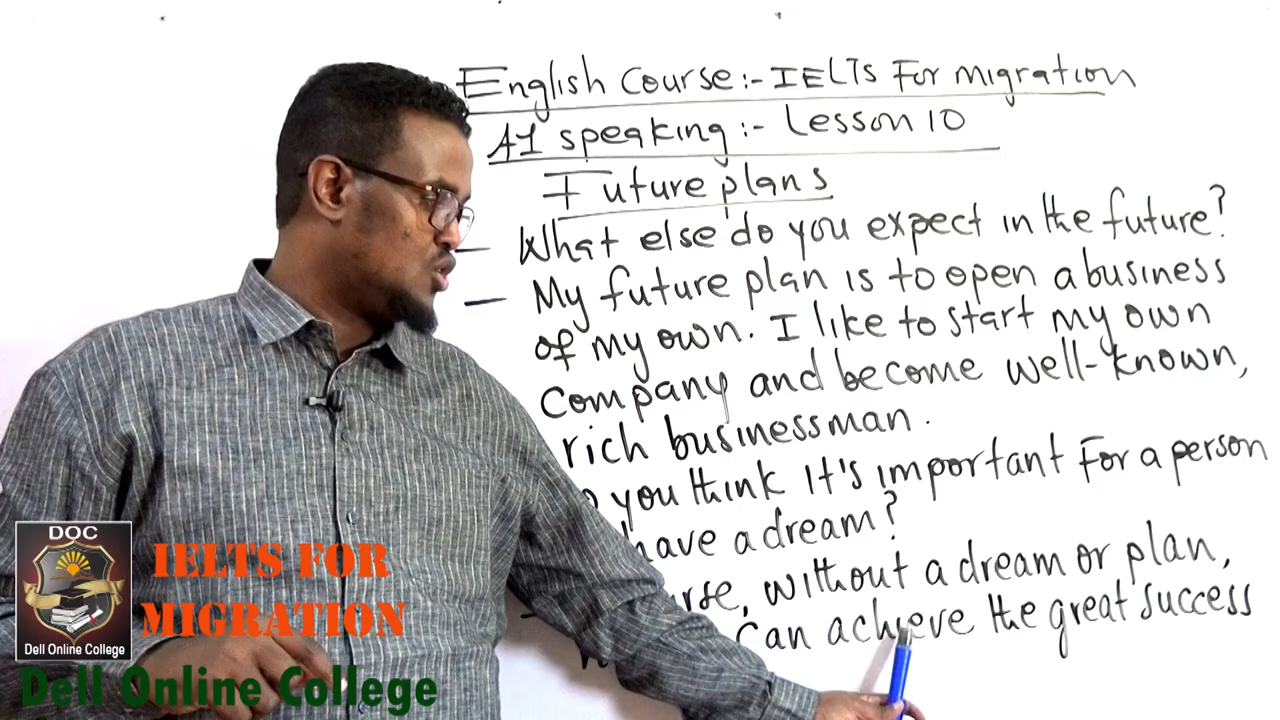 English Course:- IELTS For migration
A1 speaking:- Lesson 10
Future plans
- What else do you expect in the future?
- My future plan is to open a business
of my own. I like to start my own
Company and become well-known,
rich businessman.
you think it's important for a person
have a dream?
without a dream or plan,
can achieve the great success
DOC
Dell Online College
IELTS FOR
MIGRATION
Dell Online College